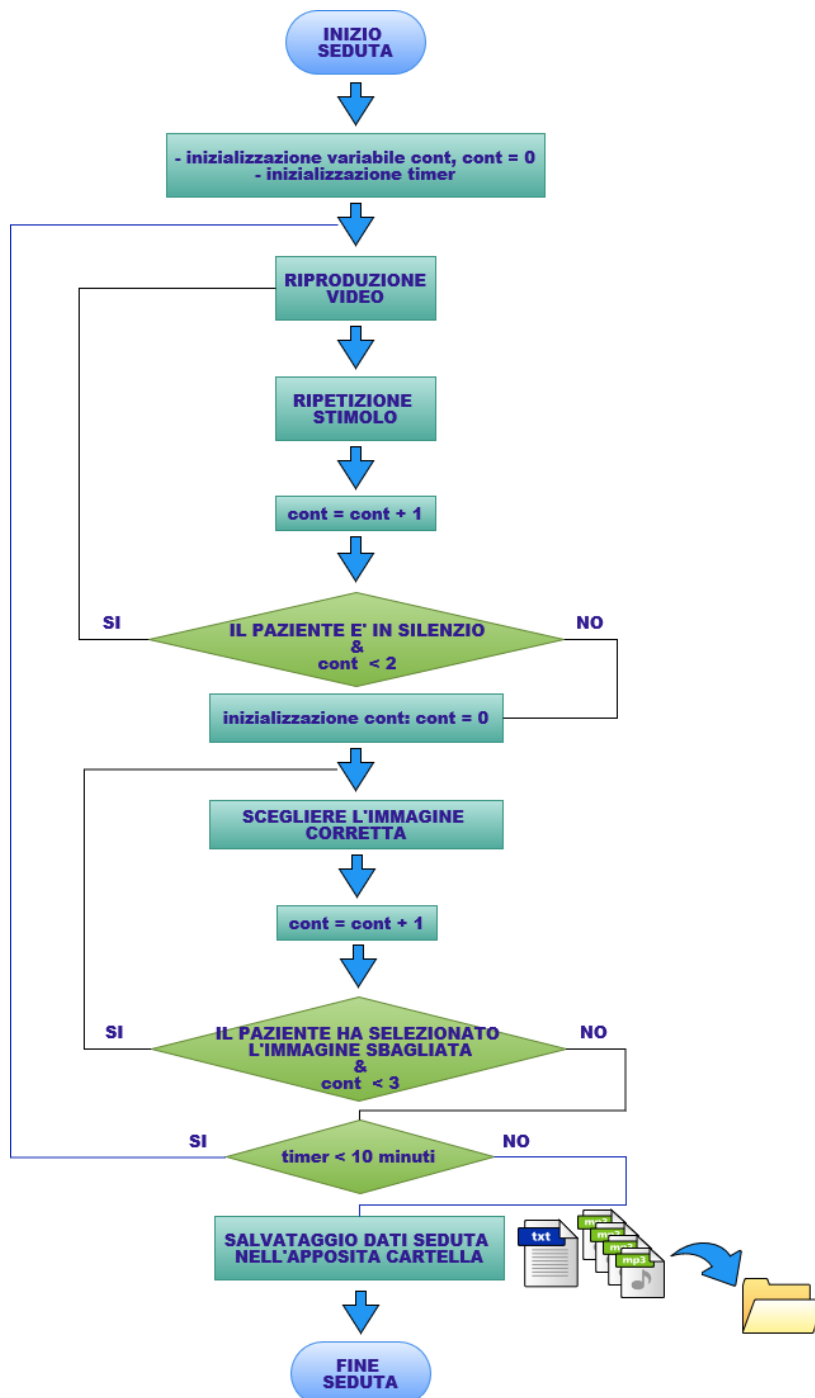 INIZIO
SEDUTA
- inizializzazione variabile cont, cont = 0
- inizializzazione timer
RIPRODUZIONE
VIDEO
RIPETIZIONE
STIMOLO
cont = cont + 1
SI
NO
IL PAZIENTE E' IN SILENZIO
&
cont < 2
inizializzazione cont: cont = 0
SCEGLIERE L'IMMAGINE
CORRETTA
cont = cont + 1
SI
NO
IL PAZIENTE HA SELEZIONATO
L'IMMAGINE SBAGLIATA
&
cont < 3
SI
NO
timer < 10 minuti
SALVATAGGIO DATI SEDUTA
NELL'APPOSITA CARTELLA
txt
mp3
mp3
mp3
mp3
FINE
SEDUTA